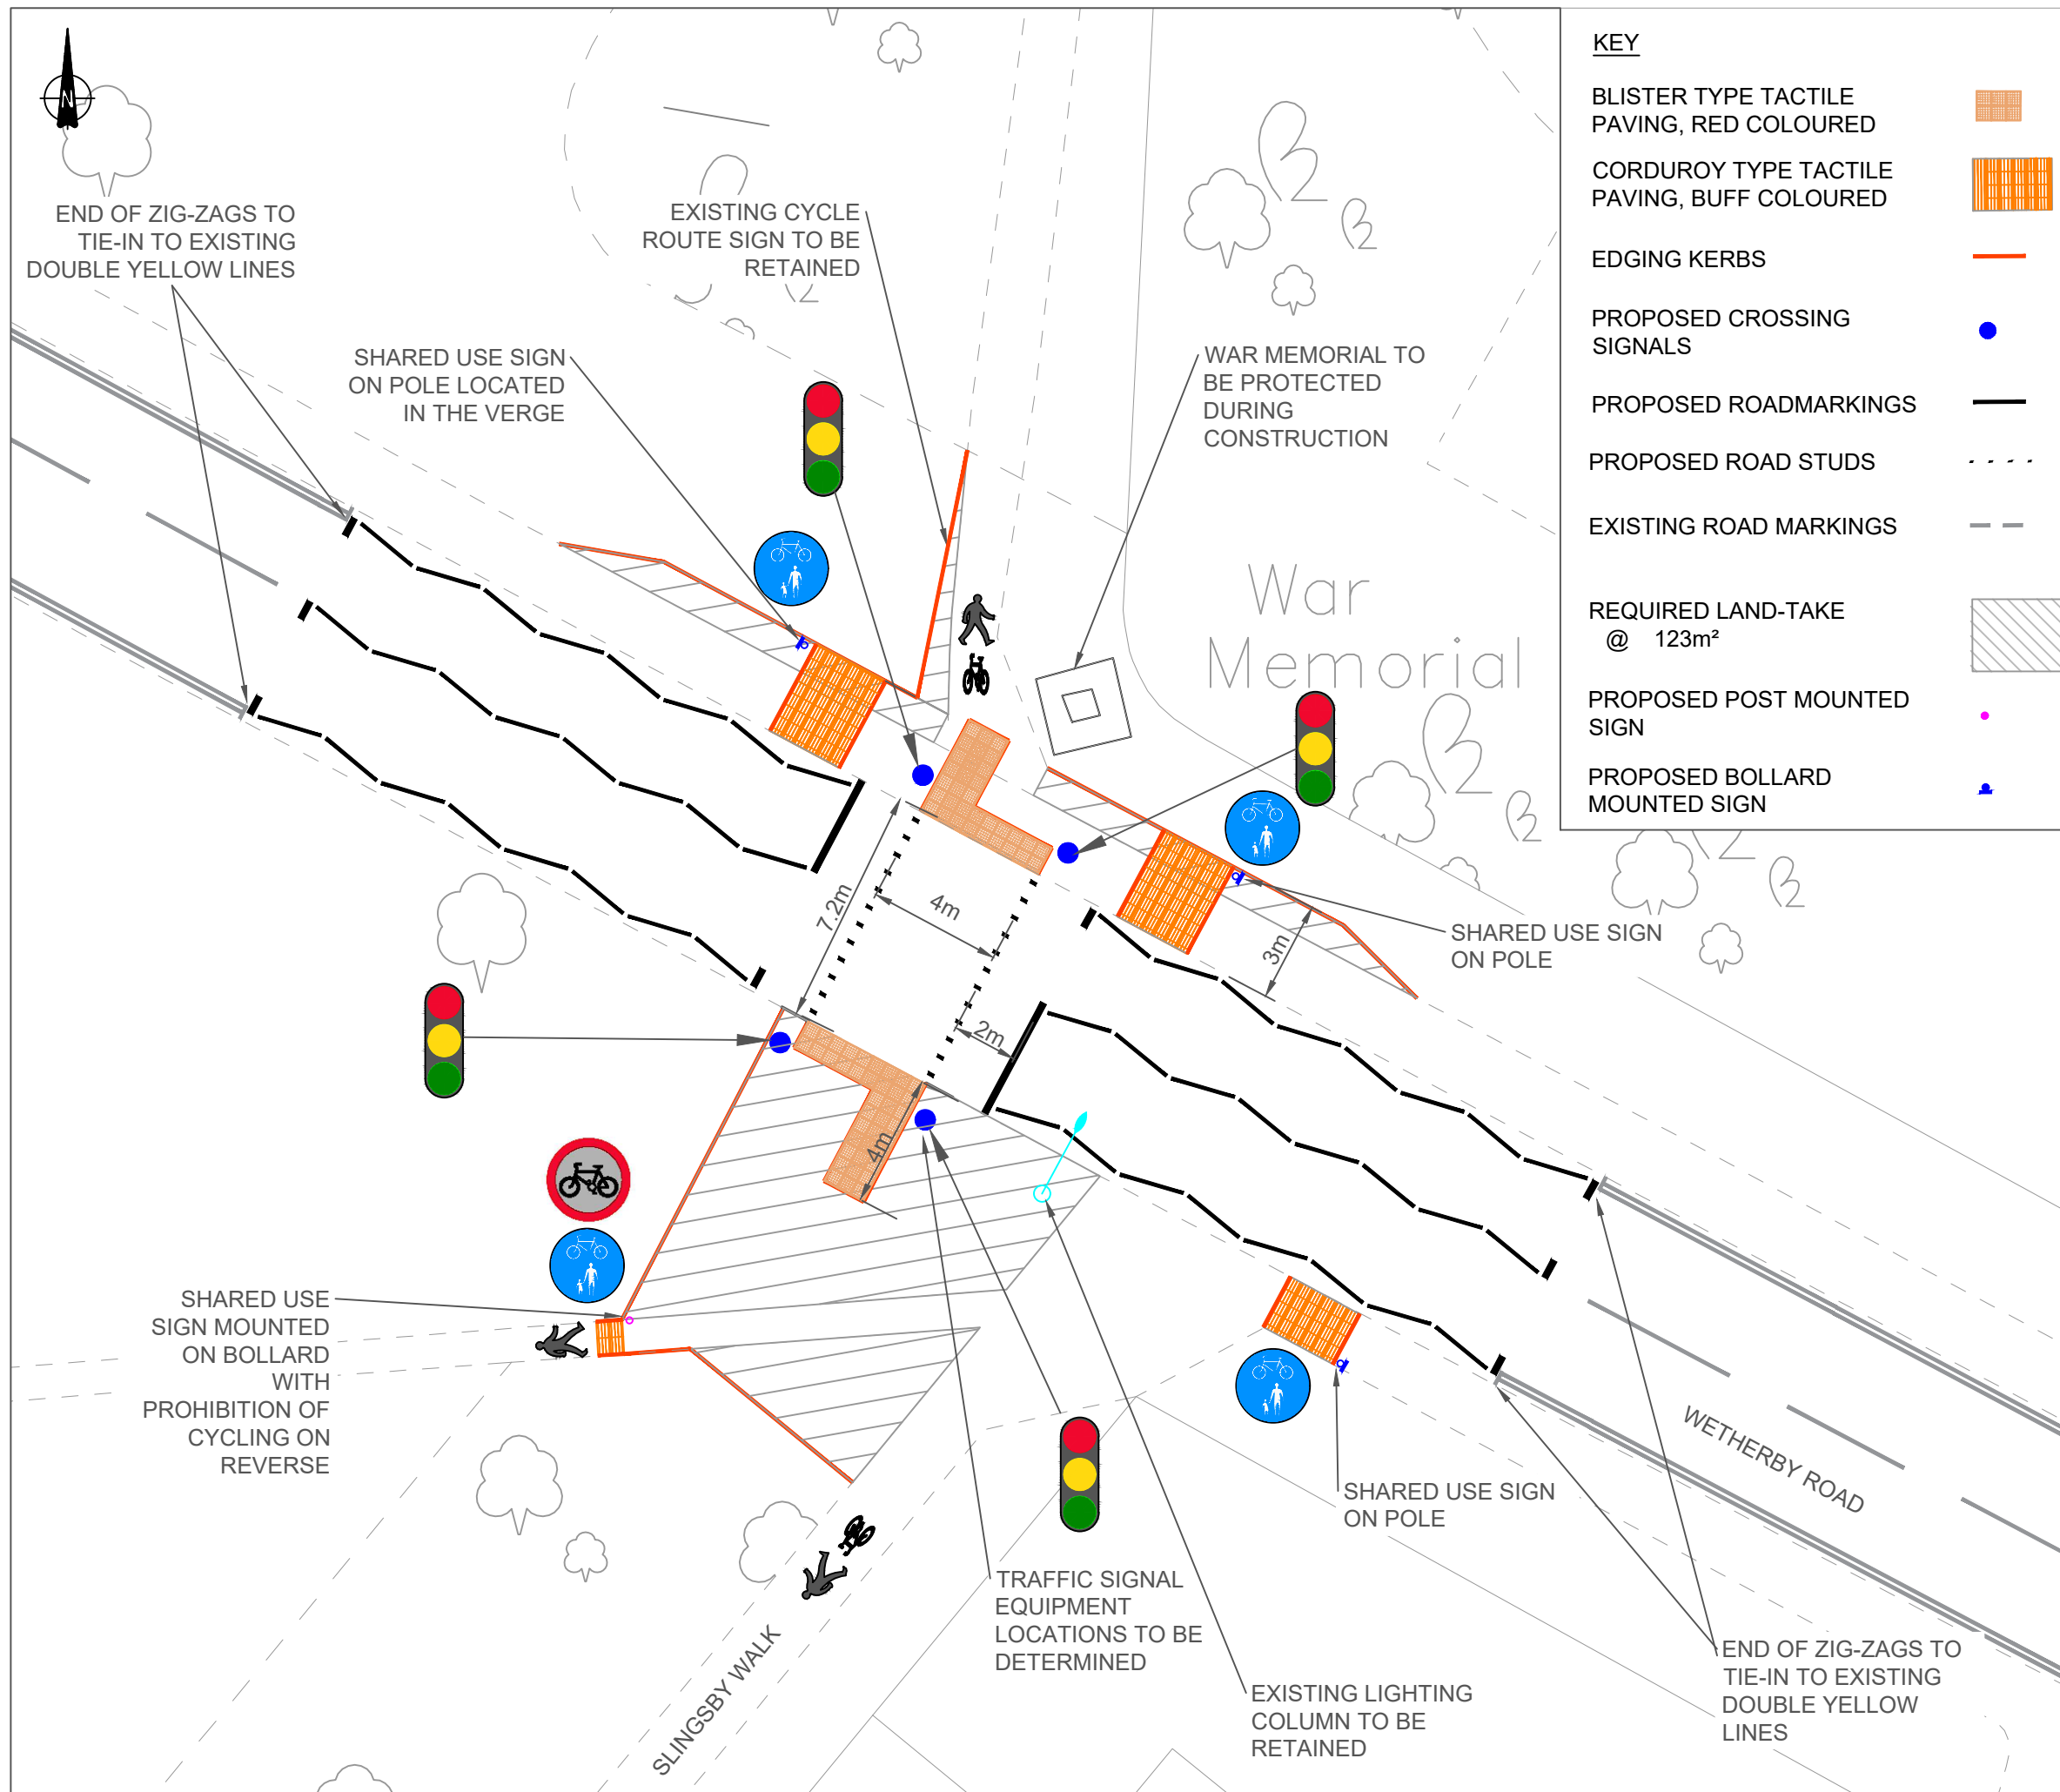 N
END OF ZIG-ZAGS TO
TIE-IN TO EXISTING
DOUBLE YELLOW LINES
EXISTING CYCLE
ROUTE SIGN TO BE
RETAINED
SHARED USE SIGN
ON POLE LOCATED
IN THE VERGE
WAR MEMORIAL TO
BE PROTECTED
DURING
CONSTRUCTION
War
Memorial
7.2m
4m
3m
2m
4m
SHARED USE SIGN
ON POLE
SHARED USE
SIGN MOUNTED
ON BOLLARD
WITH
PROHIBITION OF
CYCLING ON
REVERSE
WETHERBY ROAD
SHARED USE SIGN
ON POLE
TRAFFIC SIGNAL
EQUIPMENT
LOCATIONS TO BE
DETERMINED
SLINGSBY WALK
EXISTING LIGHTING
COLUMN TO BE
RETAINED
END OF ZIG-ZAGS TO
TIE-IN TO EXISTING
DOUBLE YELLOW
LINES
KEY
BLISTER TYPE TACTILE
PAVING, RED COLOURED
CORDUROY TYPE TACTILE
PAVING, BUFF COLOURED
EDGING KERBS
PROPOSED CROSSING
SIGNALS
PROPOSED ROADMARKINGS
PROPOSED ROAD STUDS
EXISTING ROAD MARKINGS
REQUIRED LAND-TAKE
@ 123m²
PROPOSED POST MOUNTED
SIGN
PROPOSED BOLLARD
MOUNTED SIGN